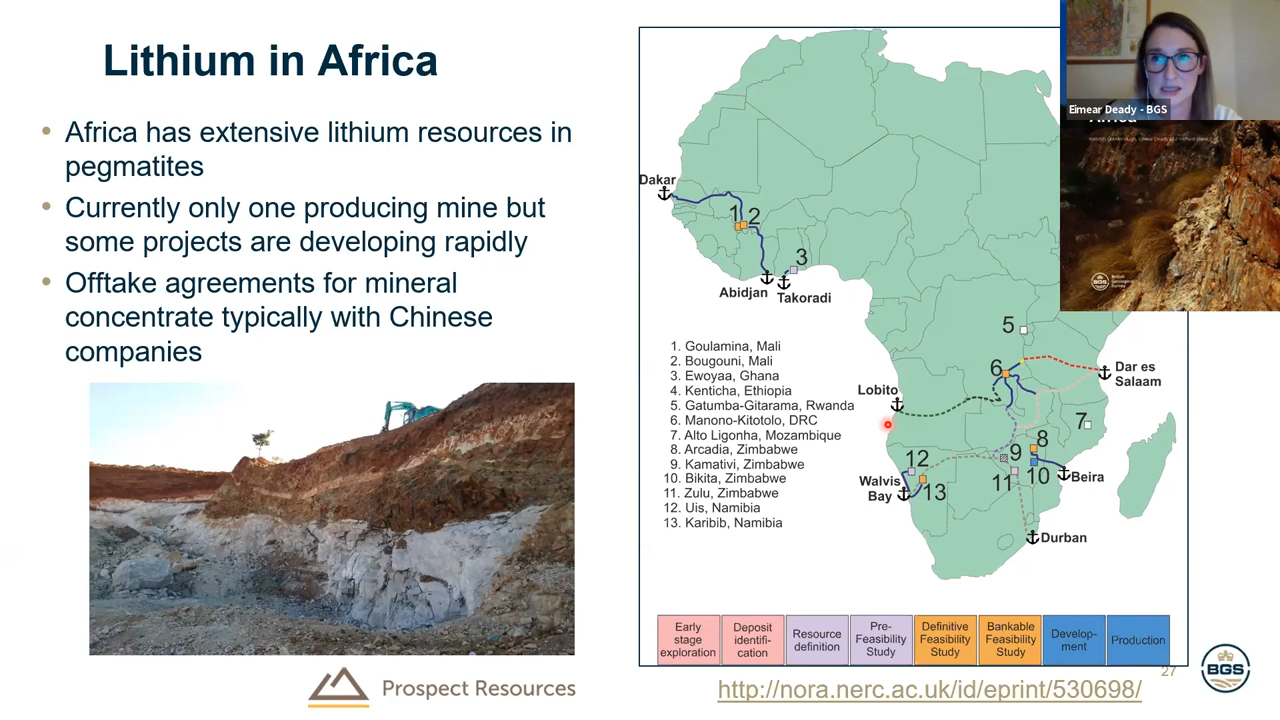 Lithium in Africa
• Africa has extensive lithium resources in
pegmatites
• Currently only one producing mine but
some projects are developing rapidly
• Offtake agreements for mineral
concentrate typically with Chinese
companies
Prospect Resources
Eimear Deady - BGS
Africa
British
Geological
Survey
BGS
Dakar
1
2
3
Abidjan
Takoradi
5
6
Dar es
Salaam
Lobito
7
8
9
10
11
12
13
Walvis
Bay
Beira
Durban
1. Goulamina, Mali
2. Bougouni, Mali
3. Ewoyaa, Ghana
4. Kenticha, Ethiopia
5. Gatumba-Gitarama, Rwanda
6. Manono-Kitotolo, DRC
7. Alto Ligonha, Mozambique
8. Arcadia, Zimbabwe
9. Kamativi, Zimbabwe
10. Bikita, Zimbabwe
11. Zulu, Zimbabwe
12. Uis, Namibia
13. Karibib, Namibia
Early
stage
exploration
Deposit
identifi-
cation
Resource
definition
Pre-
Feasibility
Study
Definitive
Feasibility
Study
Bankable
Feasibility
Study
Develop-
ment
Production
27
http://nora.nerc.ac.uk/id/eprint/530698/
BGS